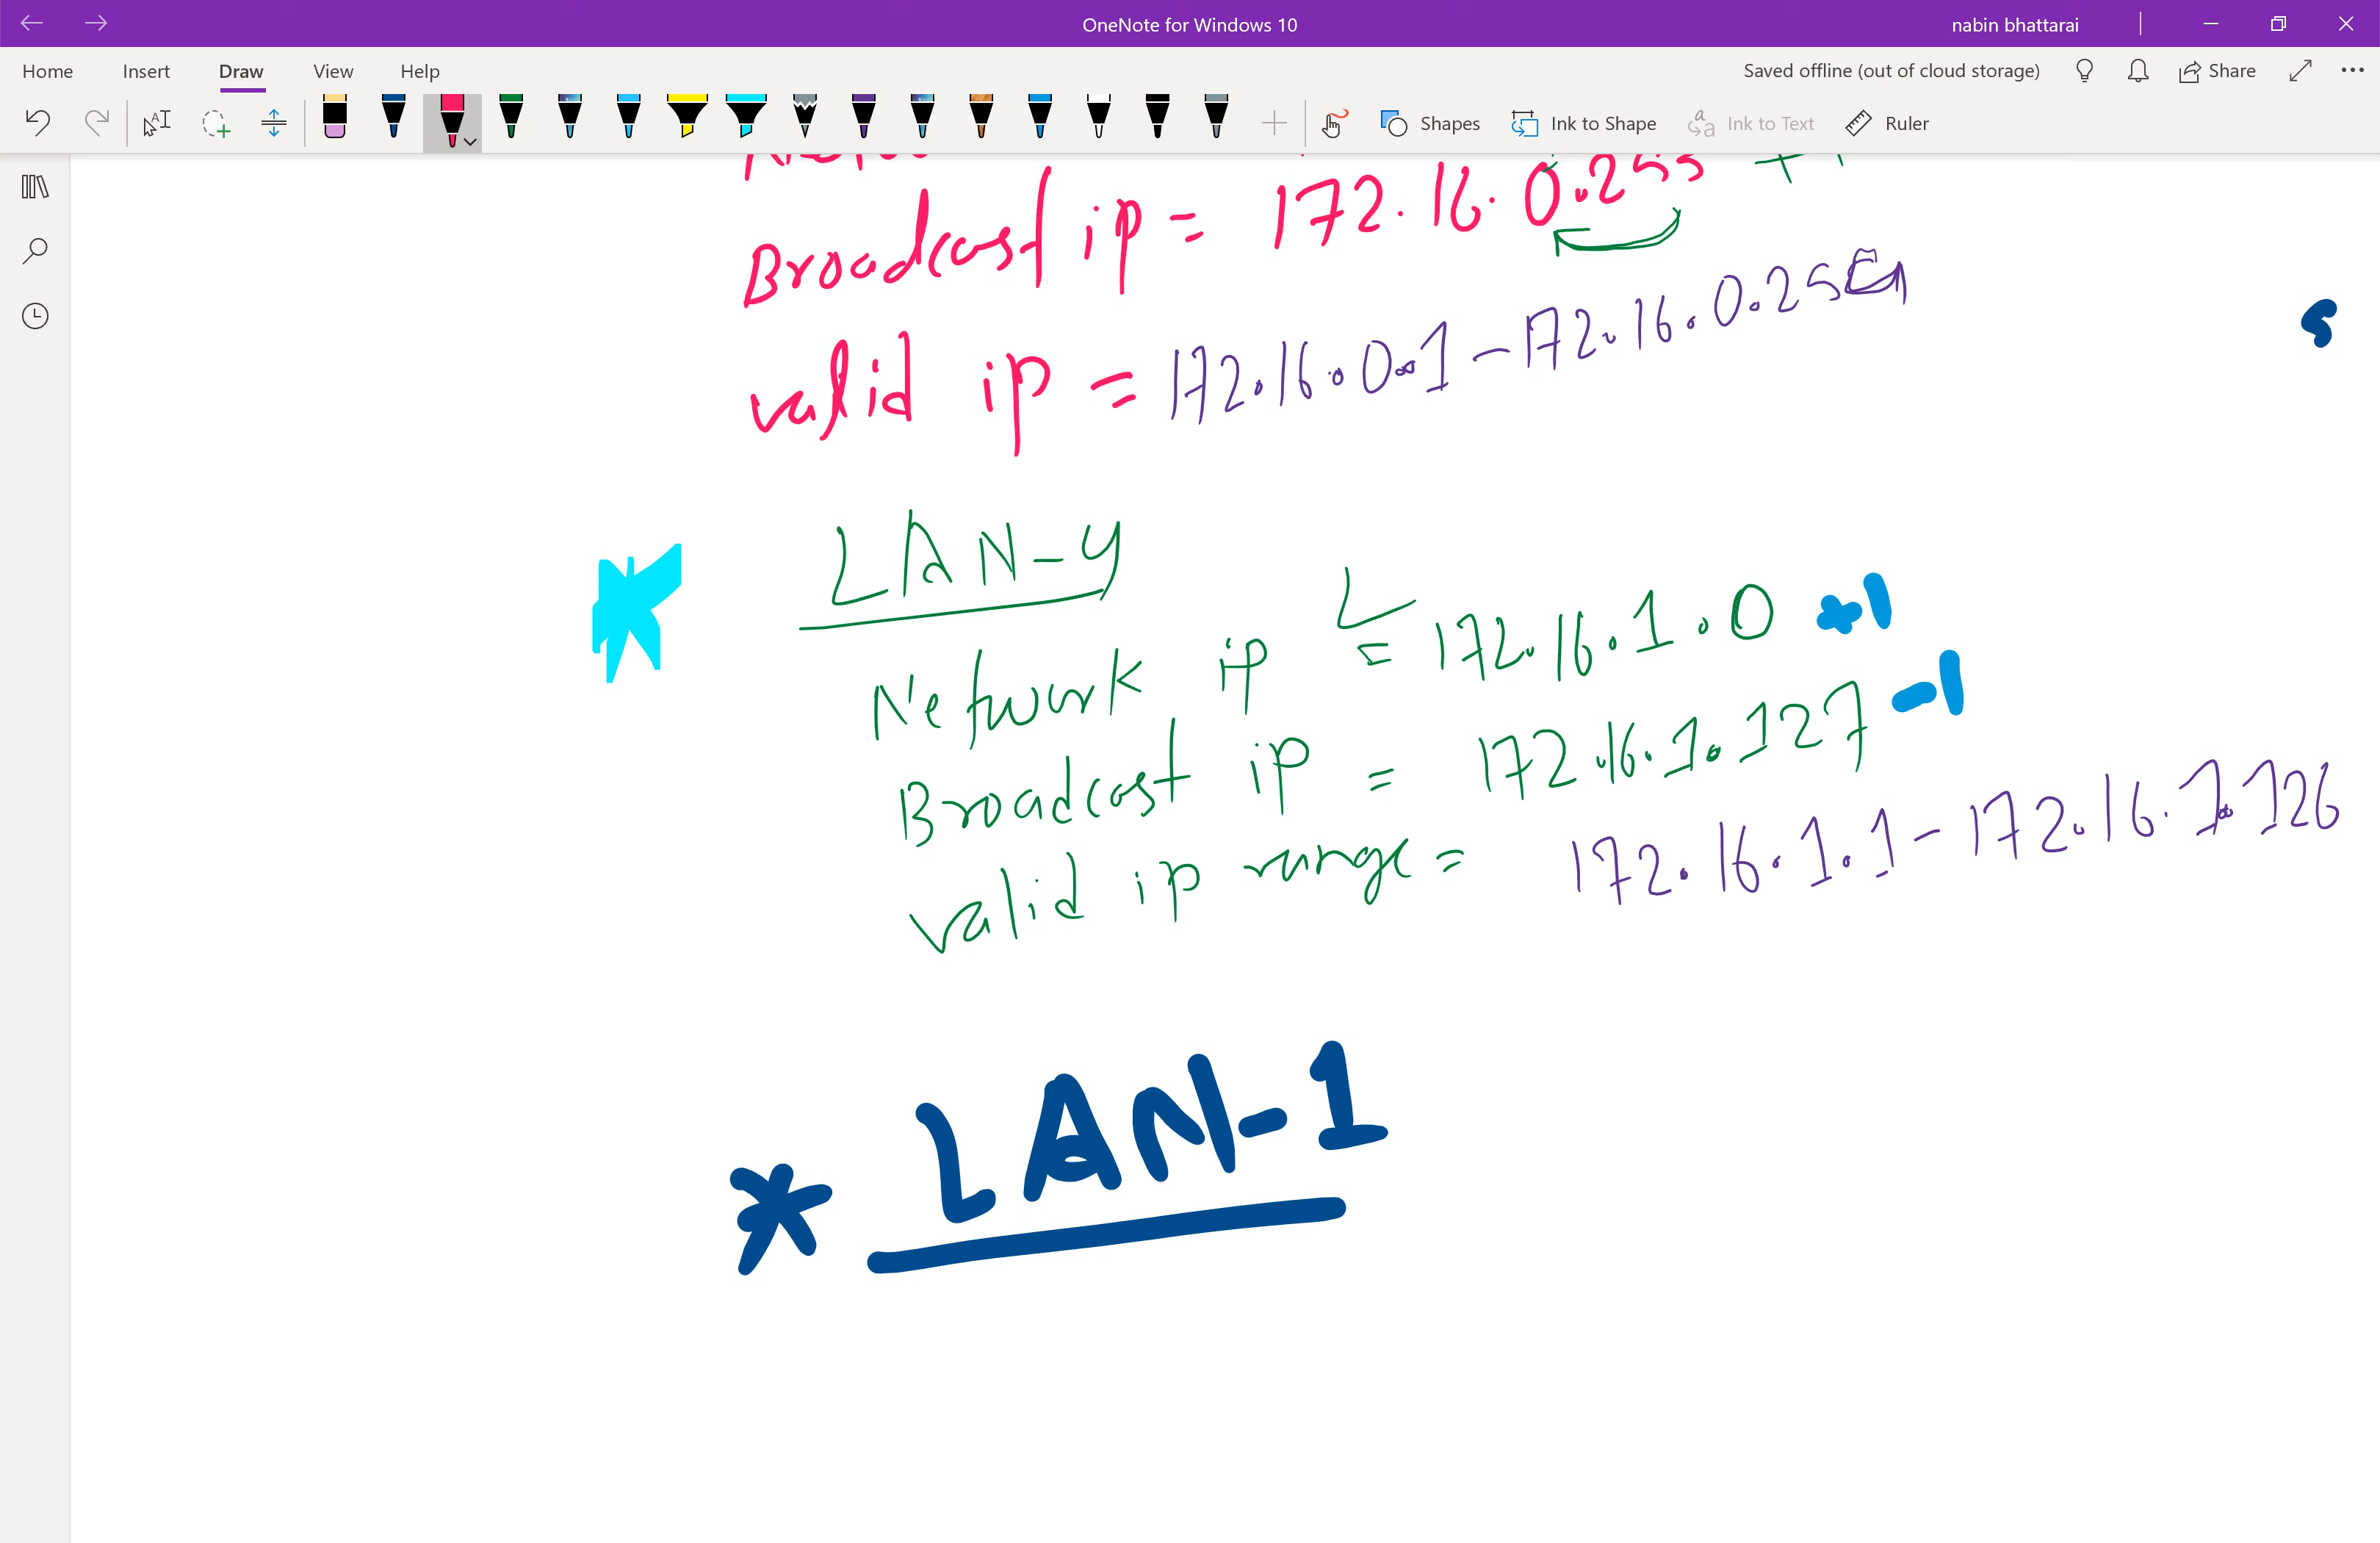 OneNote for Windows 10
nabin bhattarai
Home Insert Draw View Help
Saved offline (out of cloud storage)
Share
Shapes Ink to Shape Ink to Text Ruler
Broadcast ip = 172.16.0.255
valid ip = 172.16.0.1 - 172.16.0.254
LAN-4
Network ip = 172.16.1.0 +1
Broadcast ip = 172.16.1.127 -1
valid ip range = 172.16.1.1 - 172.16.1.126
* LAN-1